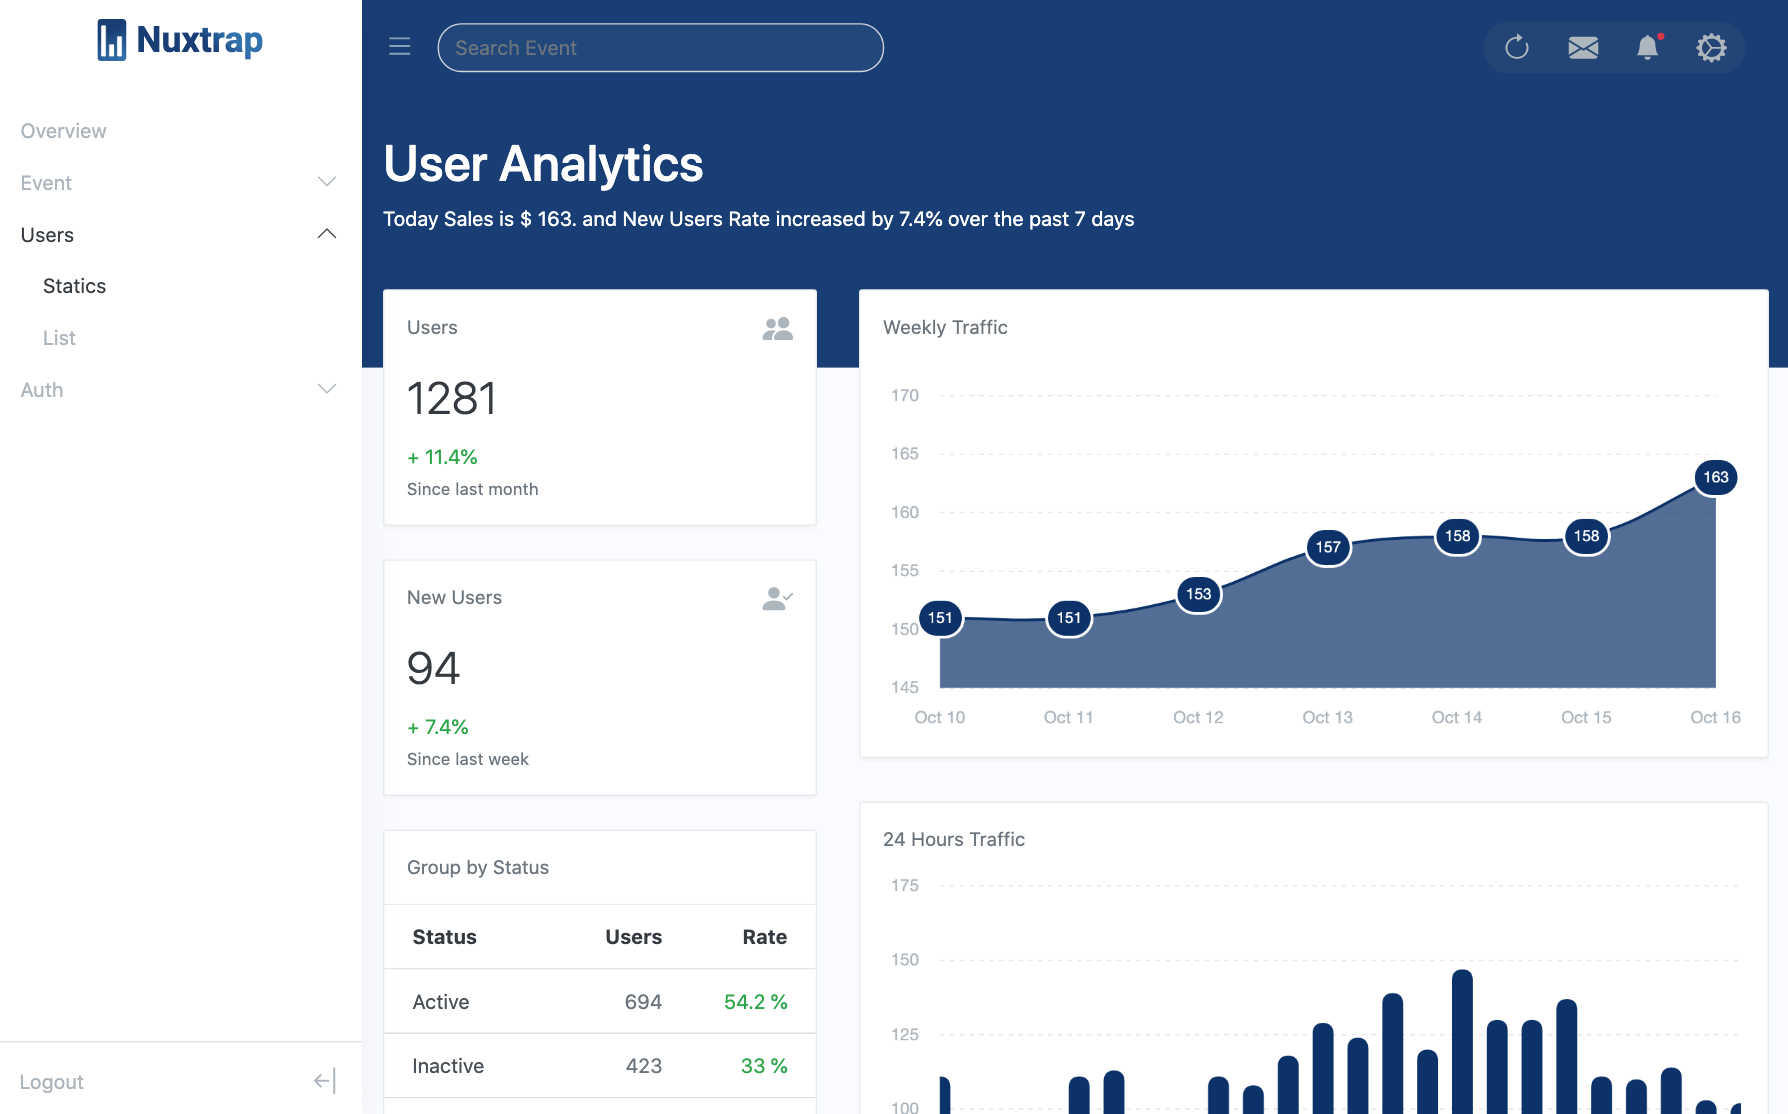 Nuxtrap
Overview
Event
Users
Statics
List
Auth
Logout
Search Event
User Analytics
Today Sales is $ 163. and New Users Rate increased by 7.4% over the past 7 days
Users
1281
+ 11.4%
Since last month
New Users
94
+ 7.4%
Since last week
Group by Status
Status Users Rate
Active 694 54.2 %
Inactive 423 33 %
Weekly Traffic
170
165
160
155
150
145
151 151 153 157 158 158 163
Oct 10 Oct 11 Oct 12 Oct 13 Oct 14 Oct 15 Oct 16
24 Hours Traffic
175
150
125
100